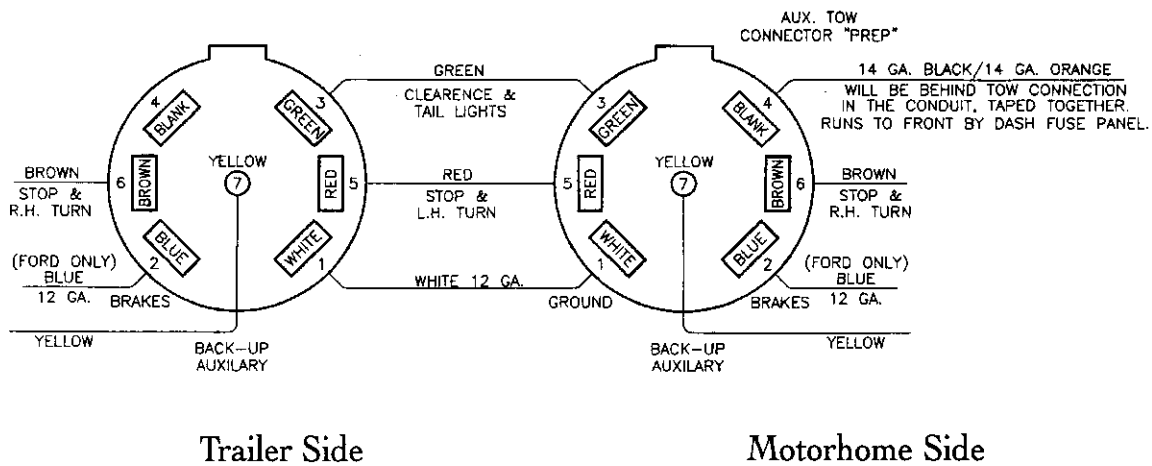 AUX. TOW
CONNECTOR "PREP"
GREEN
CLEARENCE &
TAIL LIGHTS
14 GA. BLACK/14 GA. ORANGE
WILL BE BEHIND TOW CONNECTION
IN THE CONDUIT, TAPED TOGETHER.
RUNS TO FRONT BY DASH FUSE PANEL.
4
BLANK
3
GREEN
3
GREEN
4
BLANK
BROWN
STOP &
R.H. TURN
6
BROWN
YELLOW
7
RED
5
RED
STOP &
L.H. TURN
5
RED
YELLOW
7
BROWN
6
BROWN
STOP &
R.H. TURN
(FORD ONLY)
BLUE
12 GA.
2
BLUE
BRAKES
WHITE
1
WHITE 12 GA.
GROUND
WHITE
1
BLUE
2
BRAKES
(FORD ONLY)
BLUE
12 GA.
YELLOW
BACK-UP
AUXILARY
BACK-UP
AUXILARY
YELLOW
Trailer Side
Motorhome Side